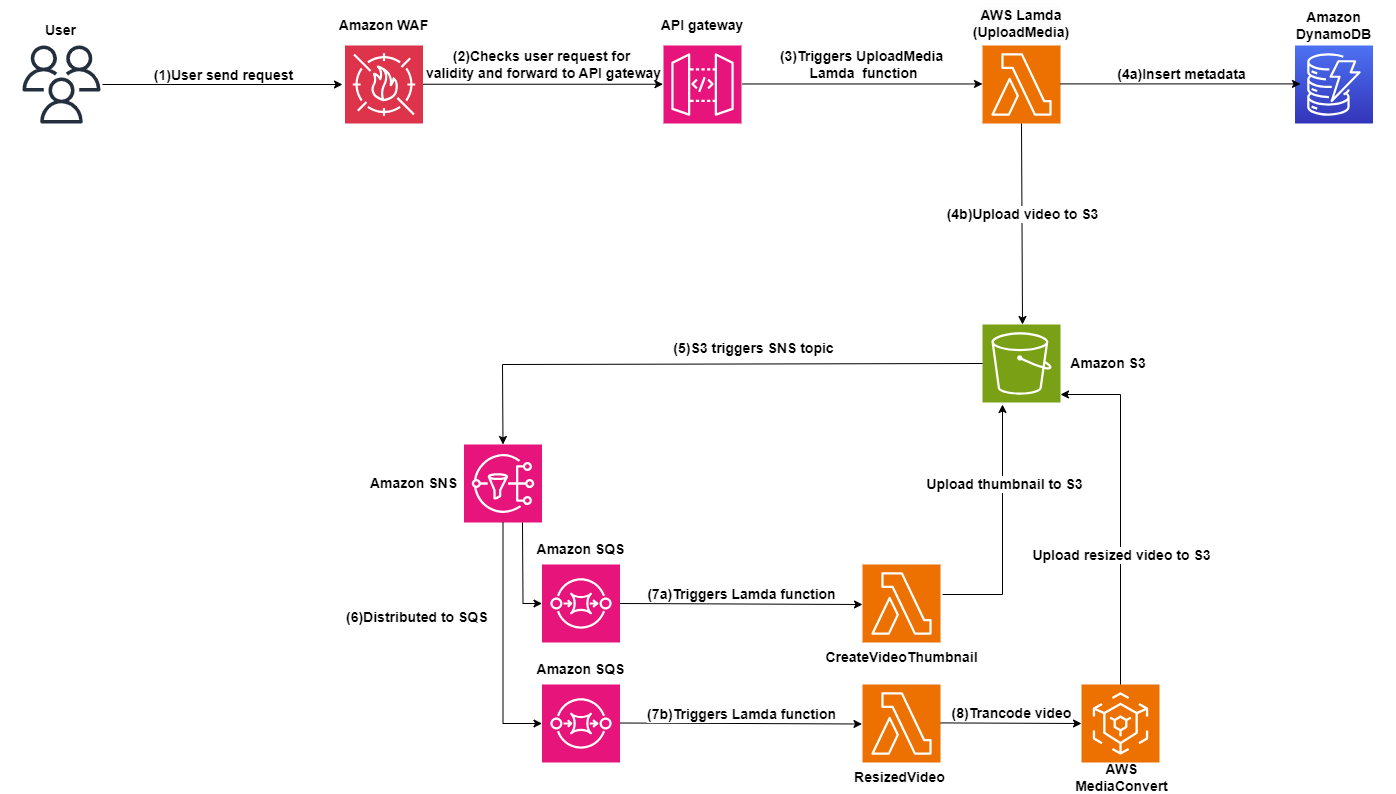 User
Amazon WAF
API gateway
AWS Lamda
(UploadMedia)
Amazon
DynamoDB
(1)User send request
(2)Checks user request for
validity and forward to API gateway
(3)Triggers UploadMedia
Lamda function
(4a)Insert metadata
(4b)Upload video to S3
(5)S3 triggers SNS topic
Amazon S3
Amazon SNS
Upload thumbnail to S3
Amazon SQS
Upload resized video to S3
(7a)Triggers Lamda function
(6)Distributed to SQS
CreateVideoThumbnail
Amazon SQS
(7b)Triggers Lamda function
(8)Trancode video
ResizedVideo
AWS
MediaConvert